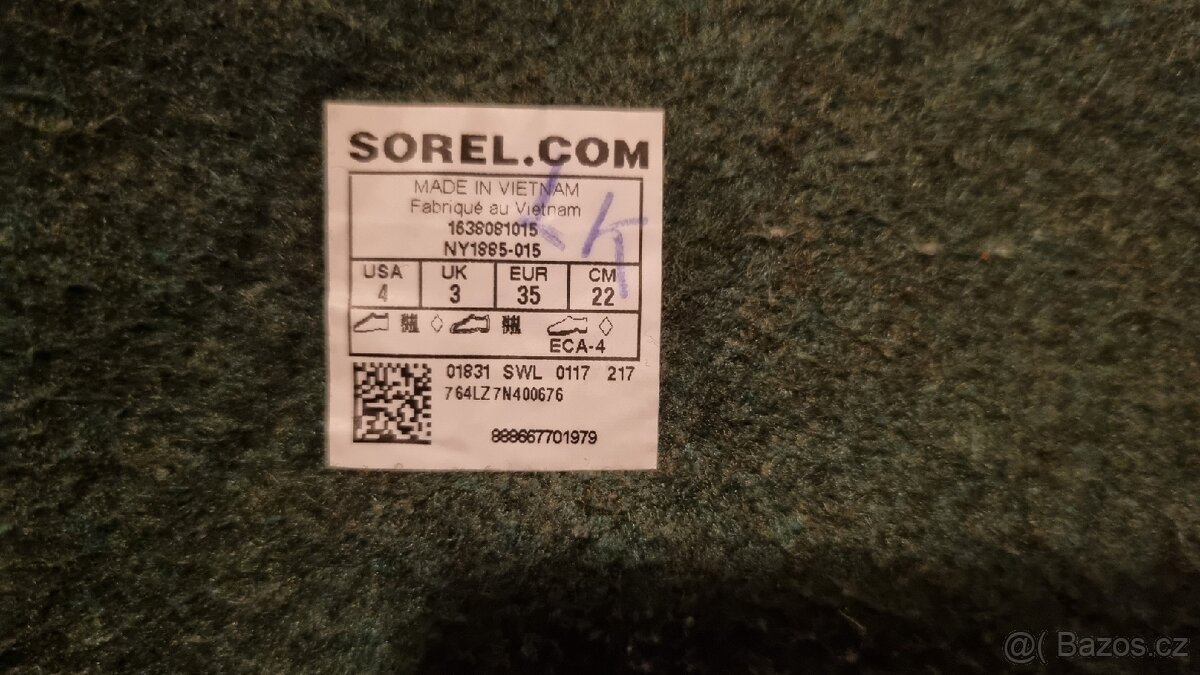 SOREL.COM
MADE IN VIETNAM
Fabriqué au Vietnam
1638081015
NY1885-015
USA UK EUR CM
4 3 35 22
ECA-4
01831 SWL 0117 217
764LZ7N400676
888667701979
@( Bazos.cz